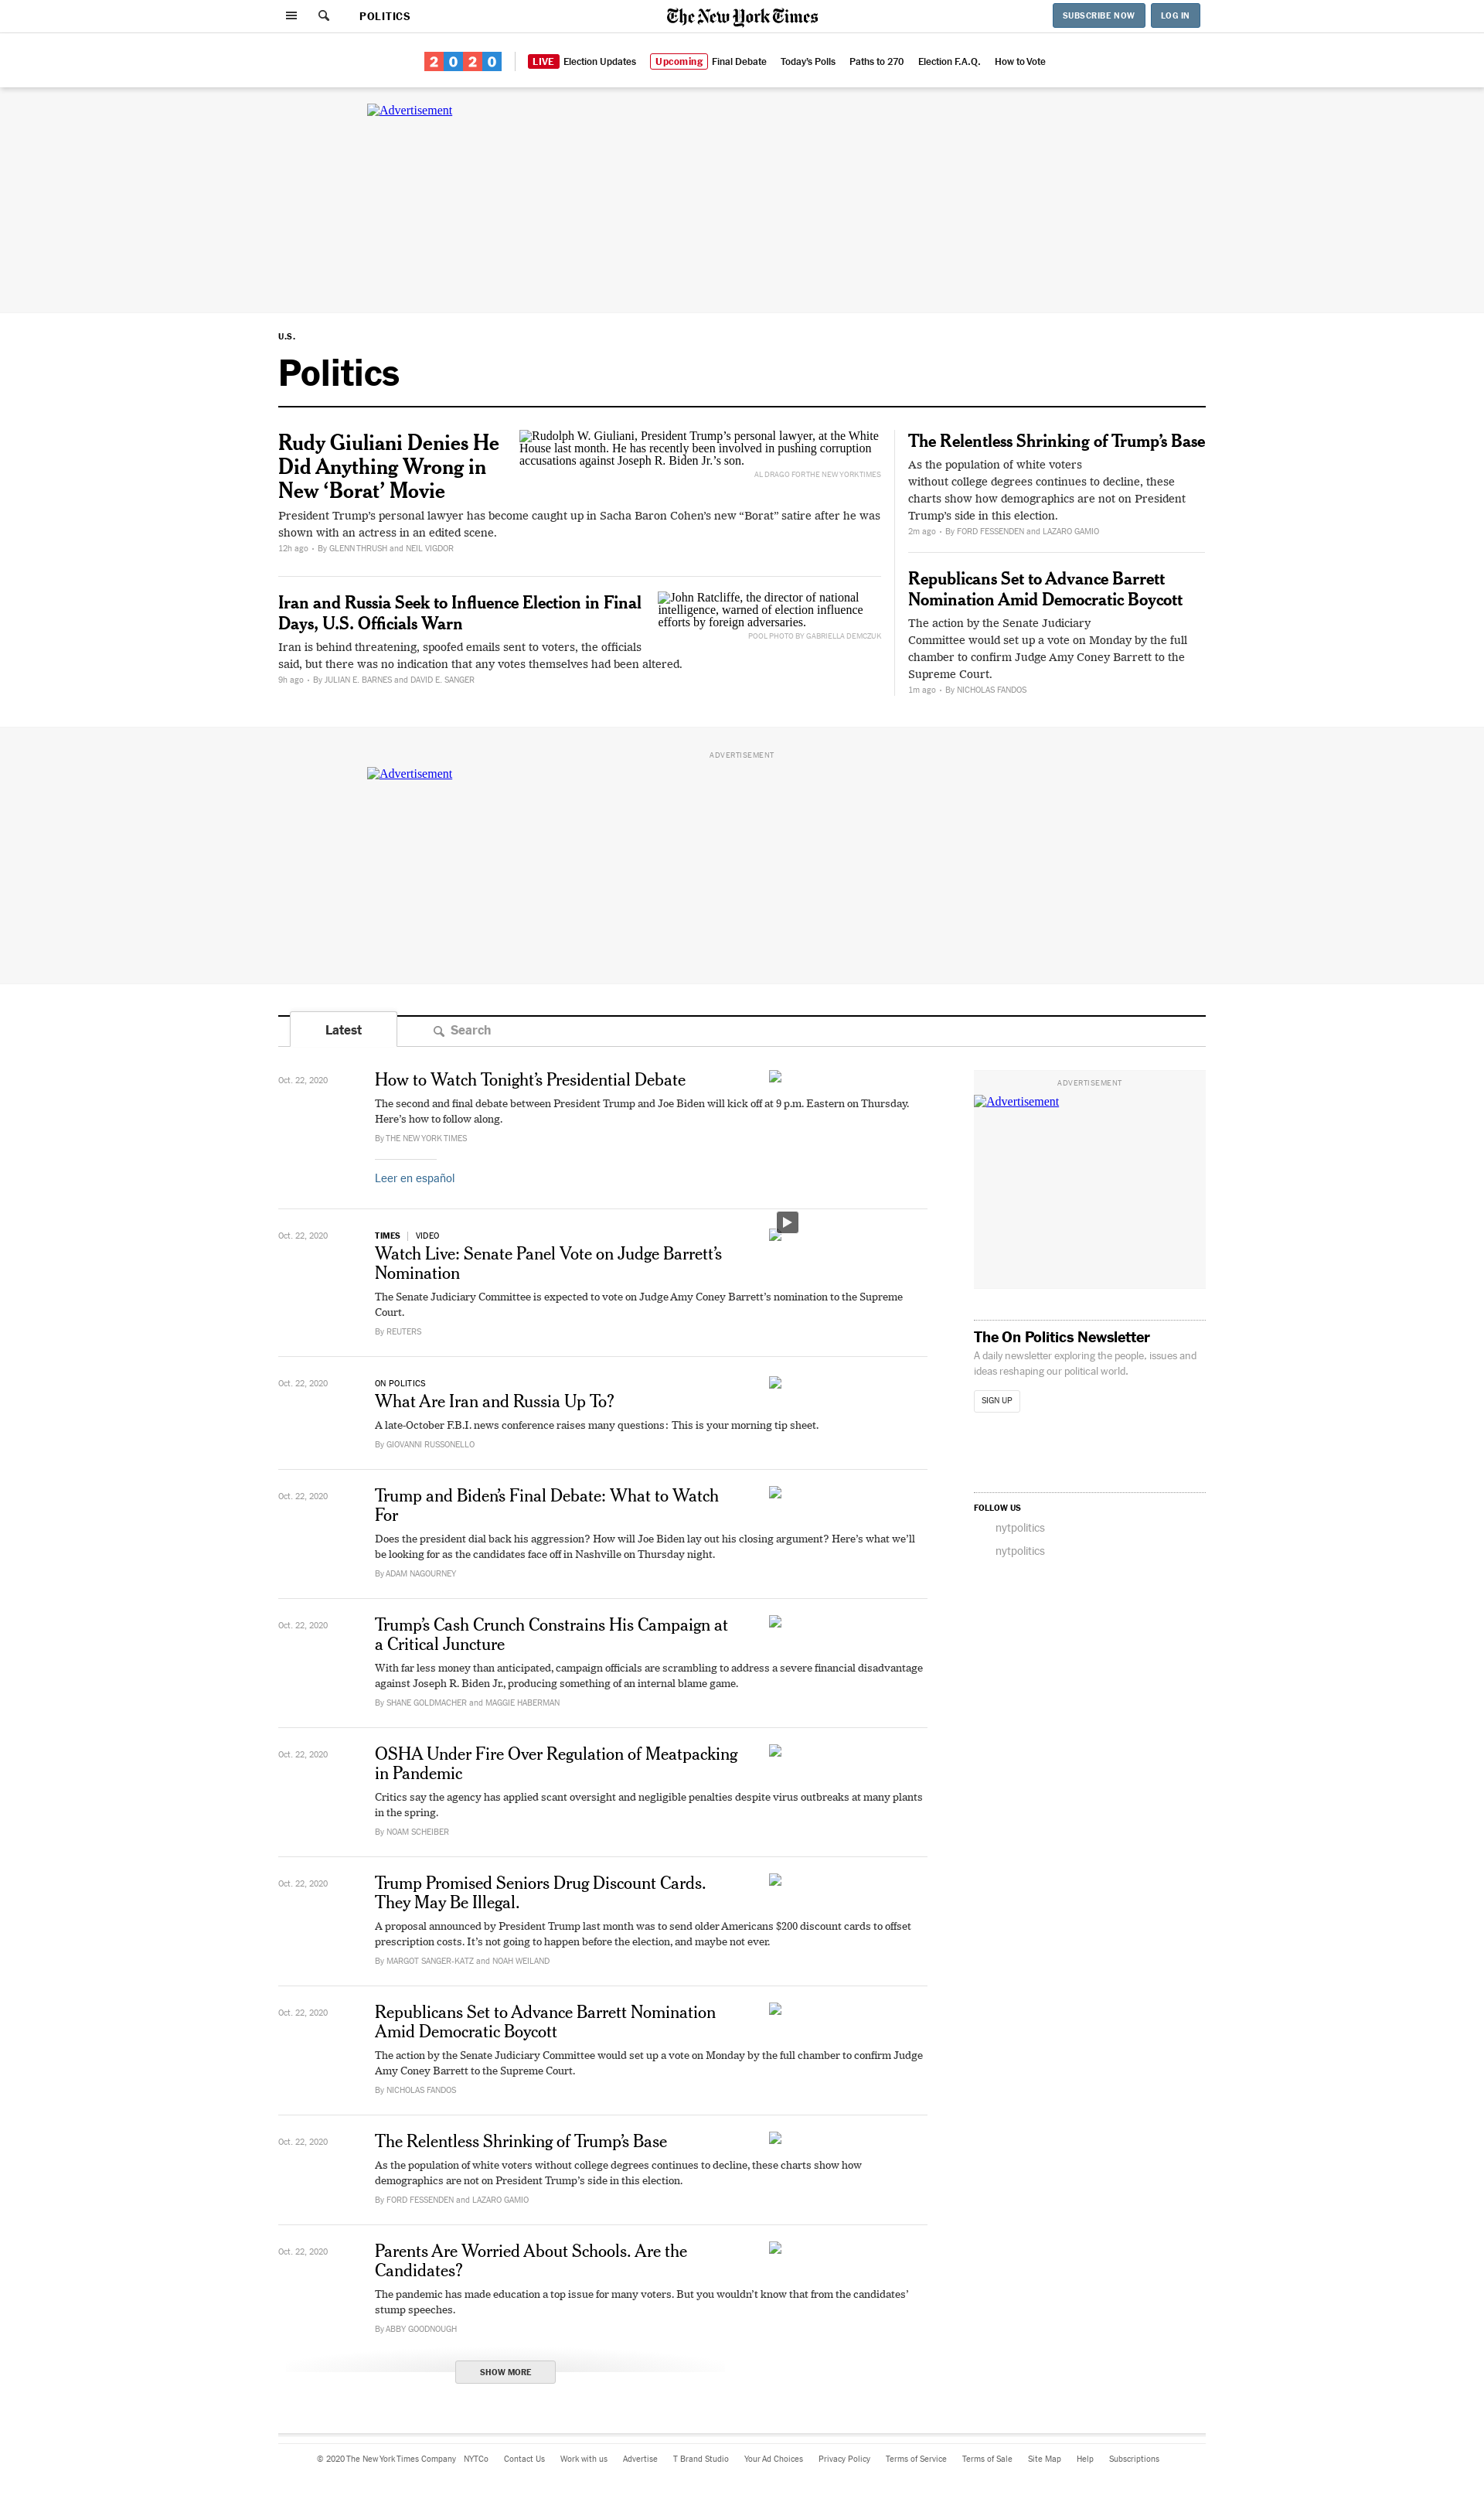 POLITICS
The New York Times
SUBSCRIBE NOW
LOG IN
2020
LIVE Election Updates
Upcoming Final Debate
Today's Polls
Paths to 270
Election F.A.Q.
How to Vote
Advertisement
U.S.
Politics
Rudy Giuliani Denies He
Did Anything Wrong in
New ‘Borat’ Movie
Rudolph W. Giuliani, President Trump’s personal lawyer, at the White
House last month. He has recently been involved in pushing corruption
accusations against Joseph R. Biden Jr.’s son.
AL DRAGO FOR THE NEW YORK TIMES
President Trump’s personal lawyer has become caught up in Sacha Baron Cohen’s new “Borat” satire after he was
shown with an actress in an edited scene.
12h ago • By GLENN THRUSH and NEIL VIGDOR
Iran and Russia Seek to Influence Election in Final
Days, U.S. Officials Warn
John Ratcliffe, the director of national
intelligence, warned of election influence
efforts by foreign adversaries.
POOL PHOTO BY GABRIELLA DEMCZUK
Iran is behind threatening, spoofed emails sent to voters, the officials
said, but there was no indication that any votes themselves had been altered.
9h ago • By JULIAN E. BARNES and DAVID E. SANGER
The Relentless Shrinking of Trump’s Base
As the population of white voters
without college degrees continues to decline, these
charts show how demographics are not on President
Trump’s side in this election.
2m ago • By FORD FESSENDEN and LAZARO GAMIO
Republicans Set to Advance Barrett
Nomination Amid Democratic Boycott
The action by the Senate Judiciary
Committee would set up a vote on Monday by the full
chamber to confirm Judge Amy Coney Barrett to the
Supreme Court.
1m ago • By NICHOLAS FANDOS
ADVERTISEMENT
Advertisement
Latest
Search
Oct. 22, 2020
How to Watch Tonight’s Presidential Debate
The second and final debate between President Trump and Joe Biden will kick off at 9 p.m. Eastern on Thursday.
Here’s how to follow along.
By THE NEW YORK TIMES
Leer en español
Oct. 22, 2020
TIMES | VIDEO
Watch Live: Senate Panel Vote on Judge Barrett’s
Nomination
The Senate Judiciary Committee is expected to vote on Judge Amy Coney Barrett’s nomination to the Supreme
Court.
By REUTERS
Oct. 22, 2020
ON POLITICS
What Are Iran and Russia Up To?
A late-October F.B.I. news conference raises many questions: This is your morning tip sheet.
By GIOVANNI RUSSONELLO
Oct. 22, 2020
Trump and Biden’s Final Debate: What to Watch
For
Does the president dial back his aggression? How will Joe Biden lay out his closing argument? Here’s what we’ll
be looking for as the candidates face off in Nashville on Thursday night.
By ADAM NAGOURNEY
Oct. 22, 2020
Trump’s Cash Crunch Constrains His Campaign at
a Critical Juncture
With far less money than anticipated, campaign officials are scrambling to address a severe financial disadvantage
against Joseph R. Biden Jr., producing something of an internal blame game.
By SHANE GOLDMACHER and MAGGIE HABERMAN
Oct. 22, 2020
OSHA Under Fire Over Regulation of Meatpacking
in Pandemic
Critics say the agency has applied scant oversight and negligible penalties despite virus outbreaks at many plants
in the spring.
By NOAM SCHEIBER
Oct. 22, 2020
Trump Promised Seniors Drug Discount Cards.
They May Be Illegal.
A proposal announced by President Trump last month was to send older Americans $200 discount cards to offset
prescription costs. It’s not going to happen before the election, and maybe not ever.
By MARGOT SANGER-KATZ and NOAH WEILAND
Oct. 22, 2020
Republicans Set to Advance Barrett Nomination
Amid Democratic Boycott
The action by the Senate Judiciary Committee would set up a vote on Monday by the full chamber to confirm Judge
Amy Coney Barrett to the Supreme Court.
By NICHOLAS FANDOS
Oct. 22, 2020
The Relentless Shrinking of Trump’s Base
As the population of white voters without college degrees continues to decline, these charts show how
demographics are not on President Trump’s side in this election.
By FORD FESSENDEN and LAZARO GAMIO
Oct. 22, 2020
Parents Are Worried About Schools. Are the
Candidates?
The pandemic has made education a top issue for many voters. But you wouldn’t know that from the candidates’
stump speeches.
By ABBY GOODNOUGH
SHOW MORE
ADVERTISEMENT
Advertisement
The On Politics Newsletter
A daily newsletter exploring the people, issues and
ideas reshaping our political world.
SIGN UP
FOLLOW US
nytpolitics
nytpolitics
© 2020 The New York Times Company
NYTCo
Contact Us
Work with us
Advertise
T Brand Studio
Your Ad Choices
Privacy Policy
Terms of Service
Terms of Sale
Site Map
Help
Subscriptions